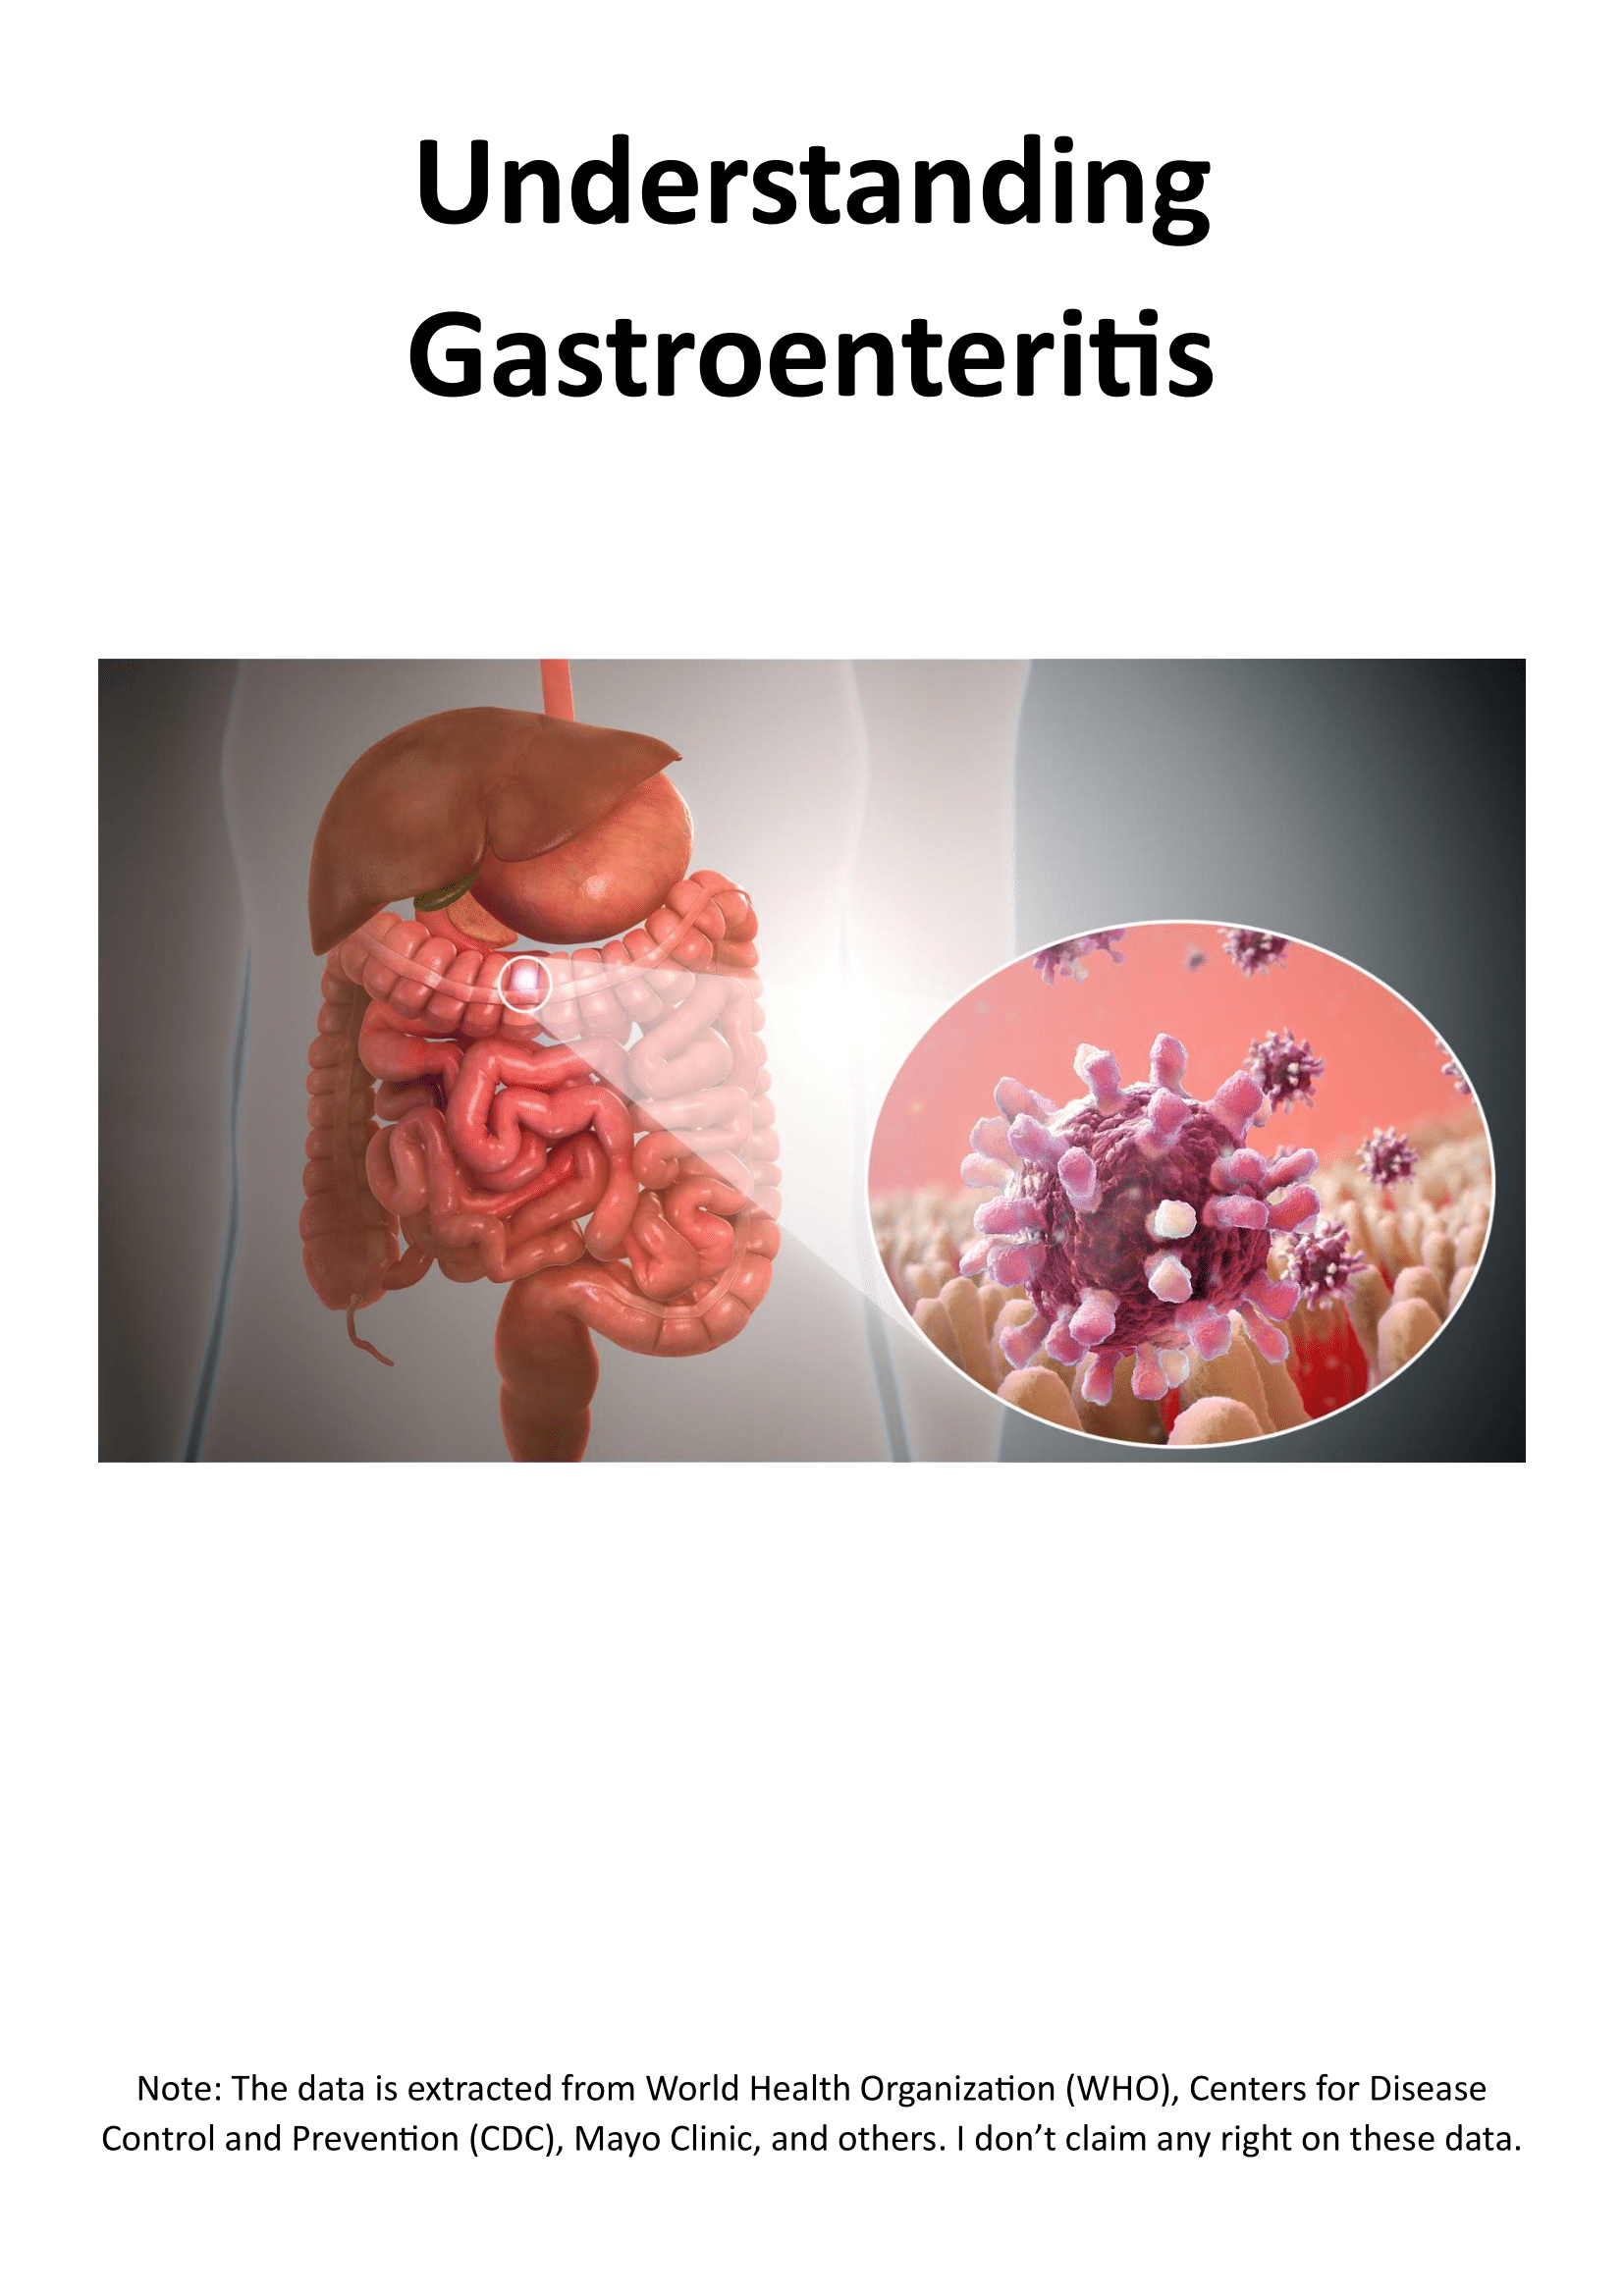 Understanding
Gastroenteritis
Note: The data is extracted from World Health Organization (WHO), Centers for Disease
Control and Prevention (CDC), Mayo Clinic, and others. I don’t claim any right on these data.